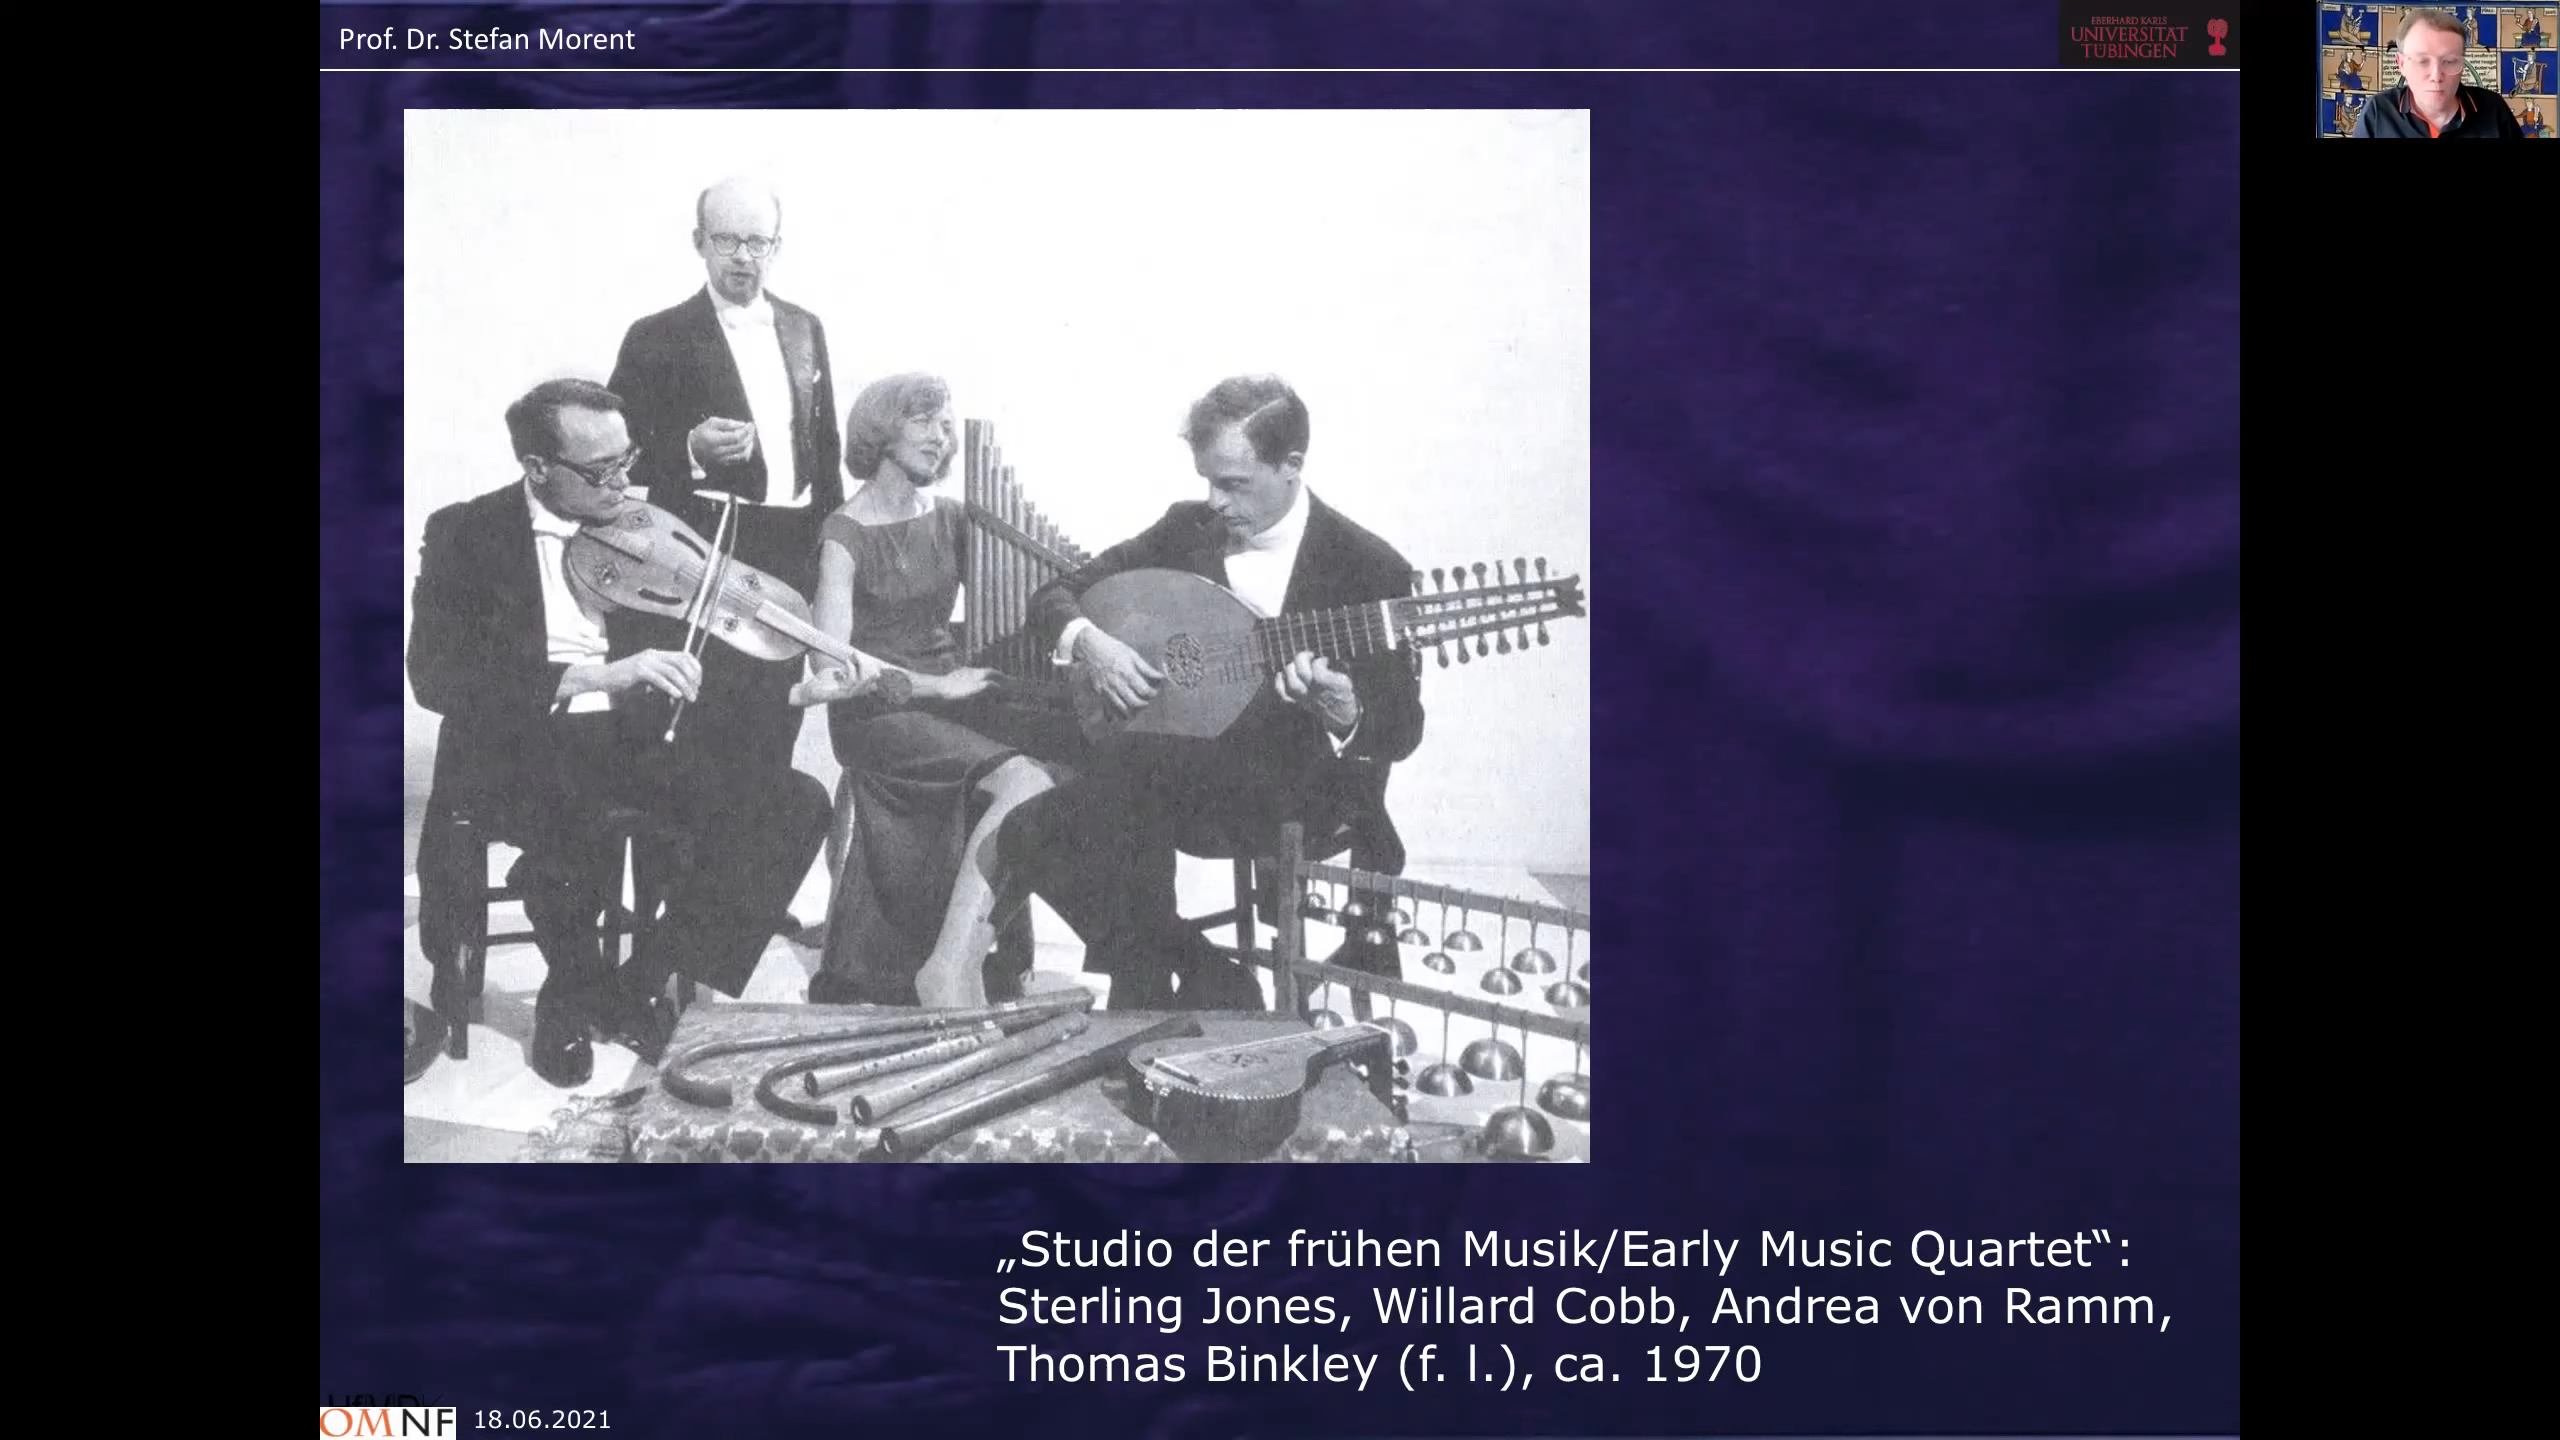 Prof. Dr. Stefan Morent
EBERHARD KARLS
UNIVERSITÄT
TÜBINGEN
„Studio der frühen Musik/Early Music Quartet“:
Sterling Jones, Willard Cobb, Andrea von Ramm,
Thomas Binkley (f. l.), ca. 1970
OMNF
18.06.2021